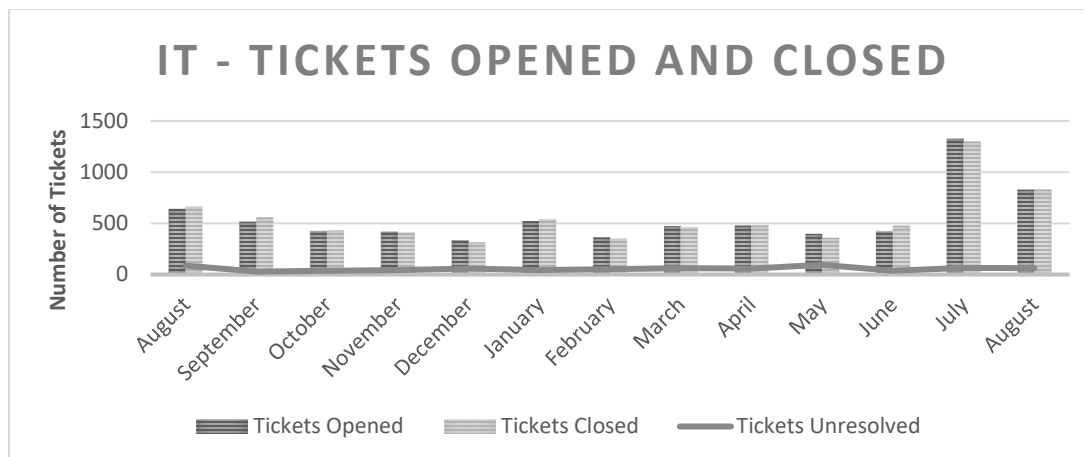 IT - TICKETS OPENED AND CLOSED
Number of Tickets
1500
1000
500
0
August
September
October
November
December
January
February
March
April
May
June
July
August
Tickets Opened Tickets Closed Tickets Unresolved